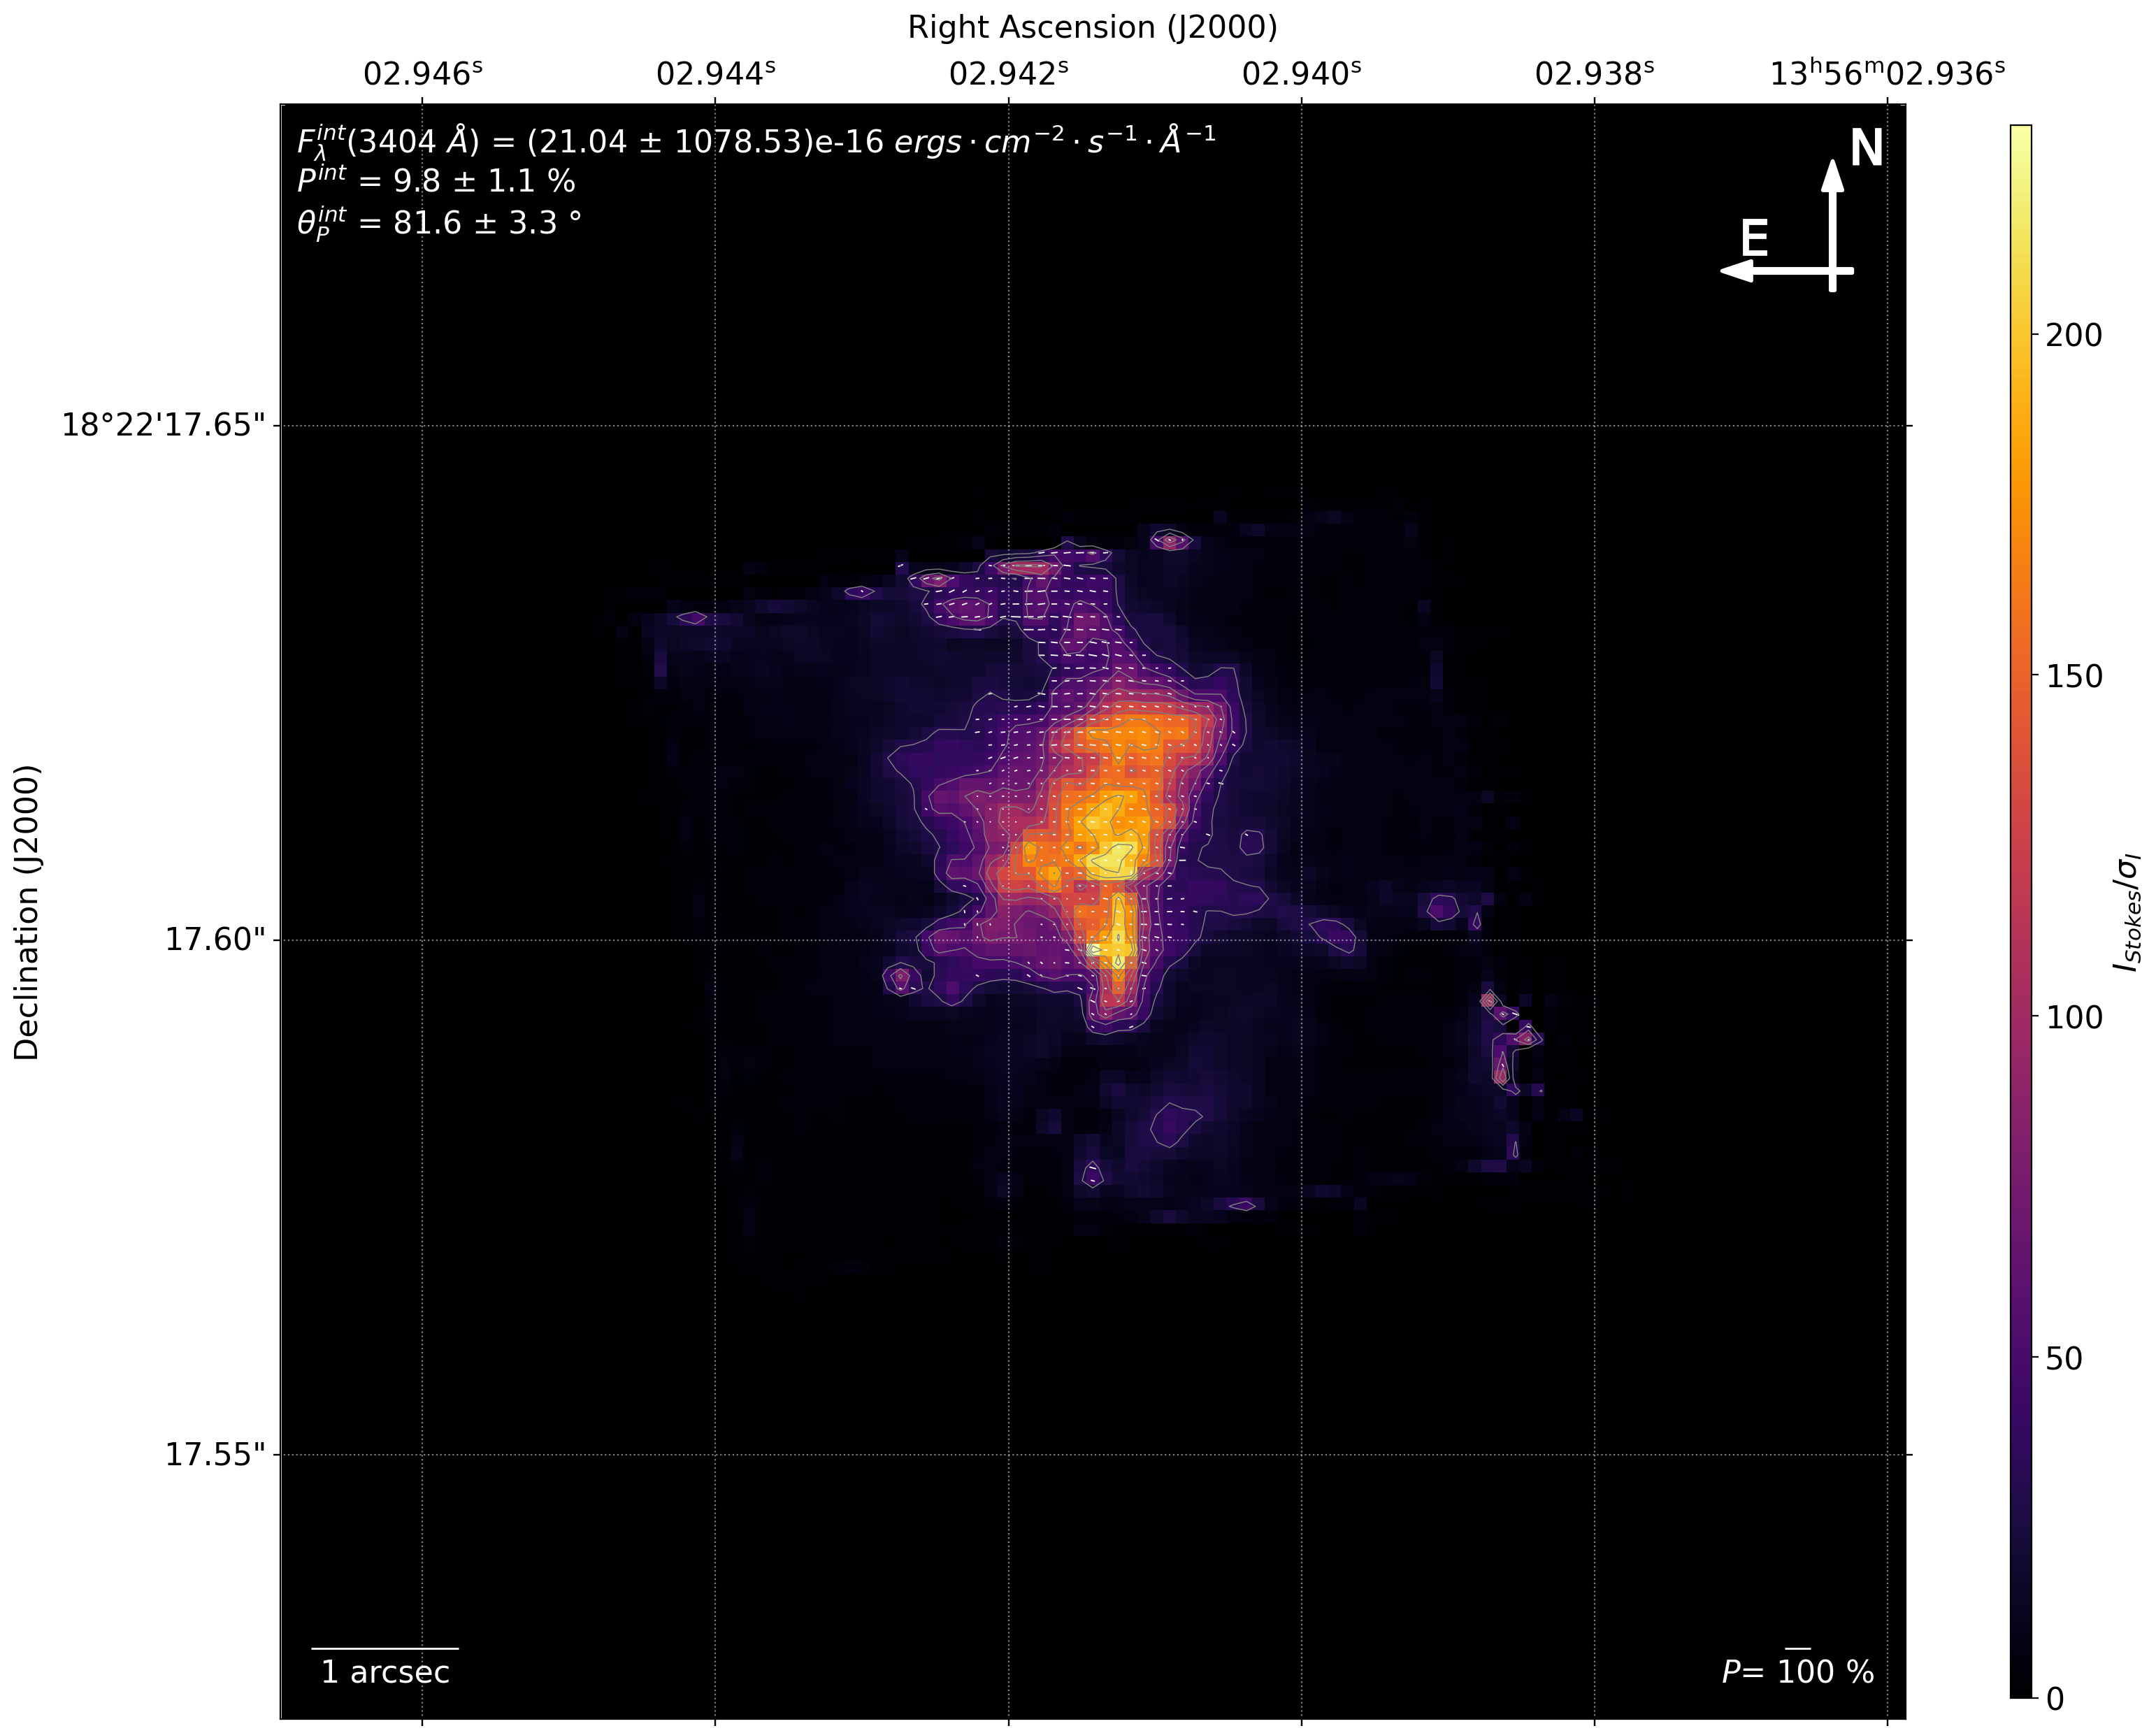 Right Ascension (J2000)
02.946ˢ 02.944ˢ 02.942ˢ 02.940ˢ 02.938ˢ 13ʰ56ᵐ02.936ˢ
F_λ^int(3404 Å) = (21.04 ± 1078.53)e-16 ergs · cm⁻² · s⁻¹ · Å⁻¹
P^int = 9.8 ± 1.1 %
θ_P^int = 81.6 ± 3.3 °
N
E
18°22'17.65"
17.60"
17.55"
Declination (J2000)
1 arcsec
P= 100 %
200
150
100
50
0
I_Stokes/σ_I